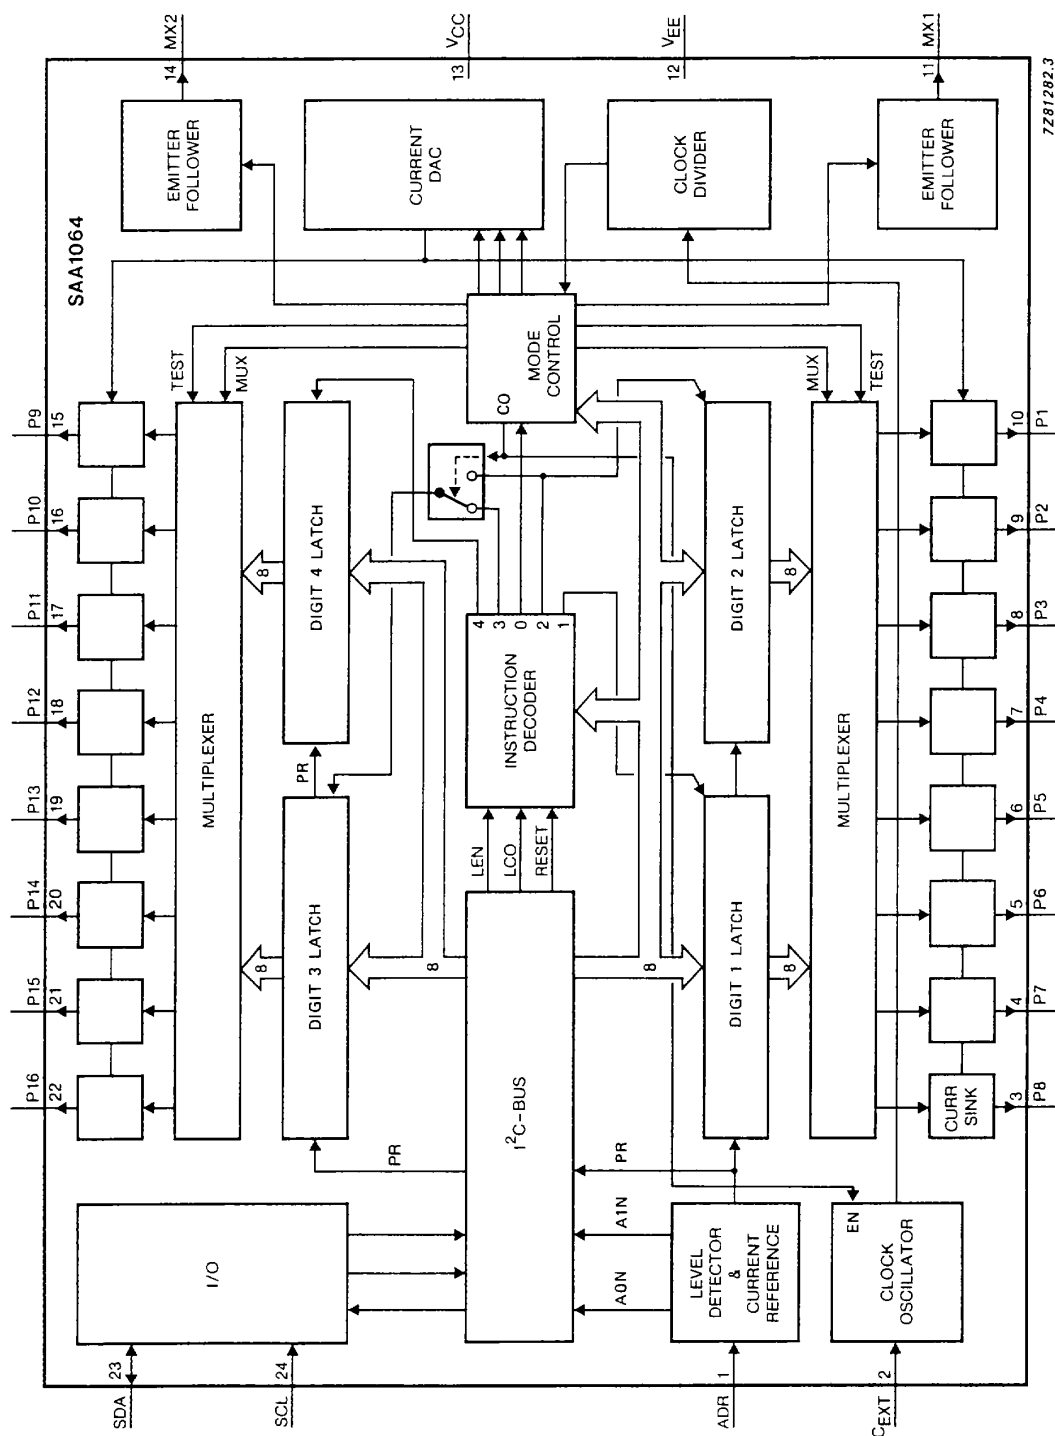 SAA1064
P16
P15
P14
P13
P12
P11
P10
P9
22
21
20
19
18
17
16
15
14
MX2
EMITTER
FOLLOWER
MULTIPLEXER
TEST
MUX
SDA
23
SCL
24
I/O
DIGIT 3 LATCH
8
PR
DIGIT 4 LATCH
8
CURRENT
DAC
13
VCC
PR
8
LEN
LCO
RESET
I²C-BUS
INSTRUCTION
DECODER
4
3
0
2
1
CO
MODE
CONTROL
8
A0N
A1N
PR
ADR
1
LEVEL
DETECTOR
&
CURRENT
REFERENCE
DIGIT 1 LATCH
8
DIGIT 2 LATCH
8
CLOCK
DIVIDER
12
VEE
CEXT
2
EN
CLOCK
OSCILLATOR
MULTIPLEXER
MUX
TEST
EMITTER
FOLLOWER
11
MX1
CURR
SINK
3
4
5
6
7
8
9
10
P8
P7
P6
P5
P4
P3
P2
P1
7Z81282.3